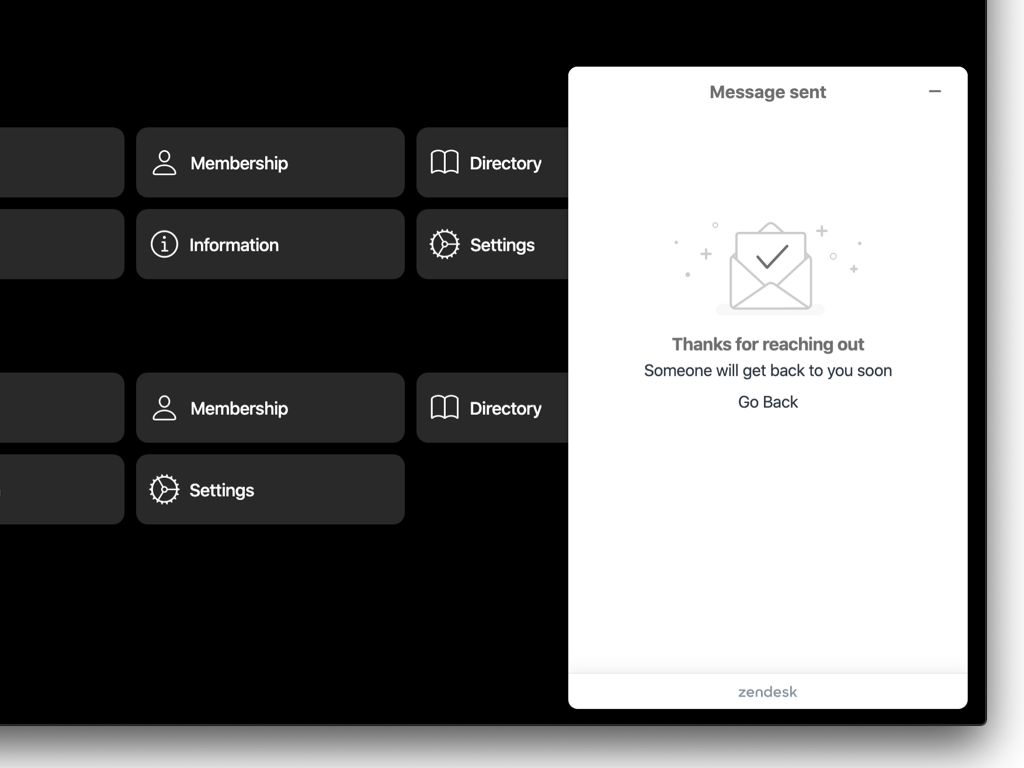 Message sent
Membership
Directory
Information
Settings
Thanks for reaching out
Someone will get back to you soon
Go Back
Membership
Directory
Settings
zendesk